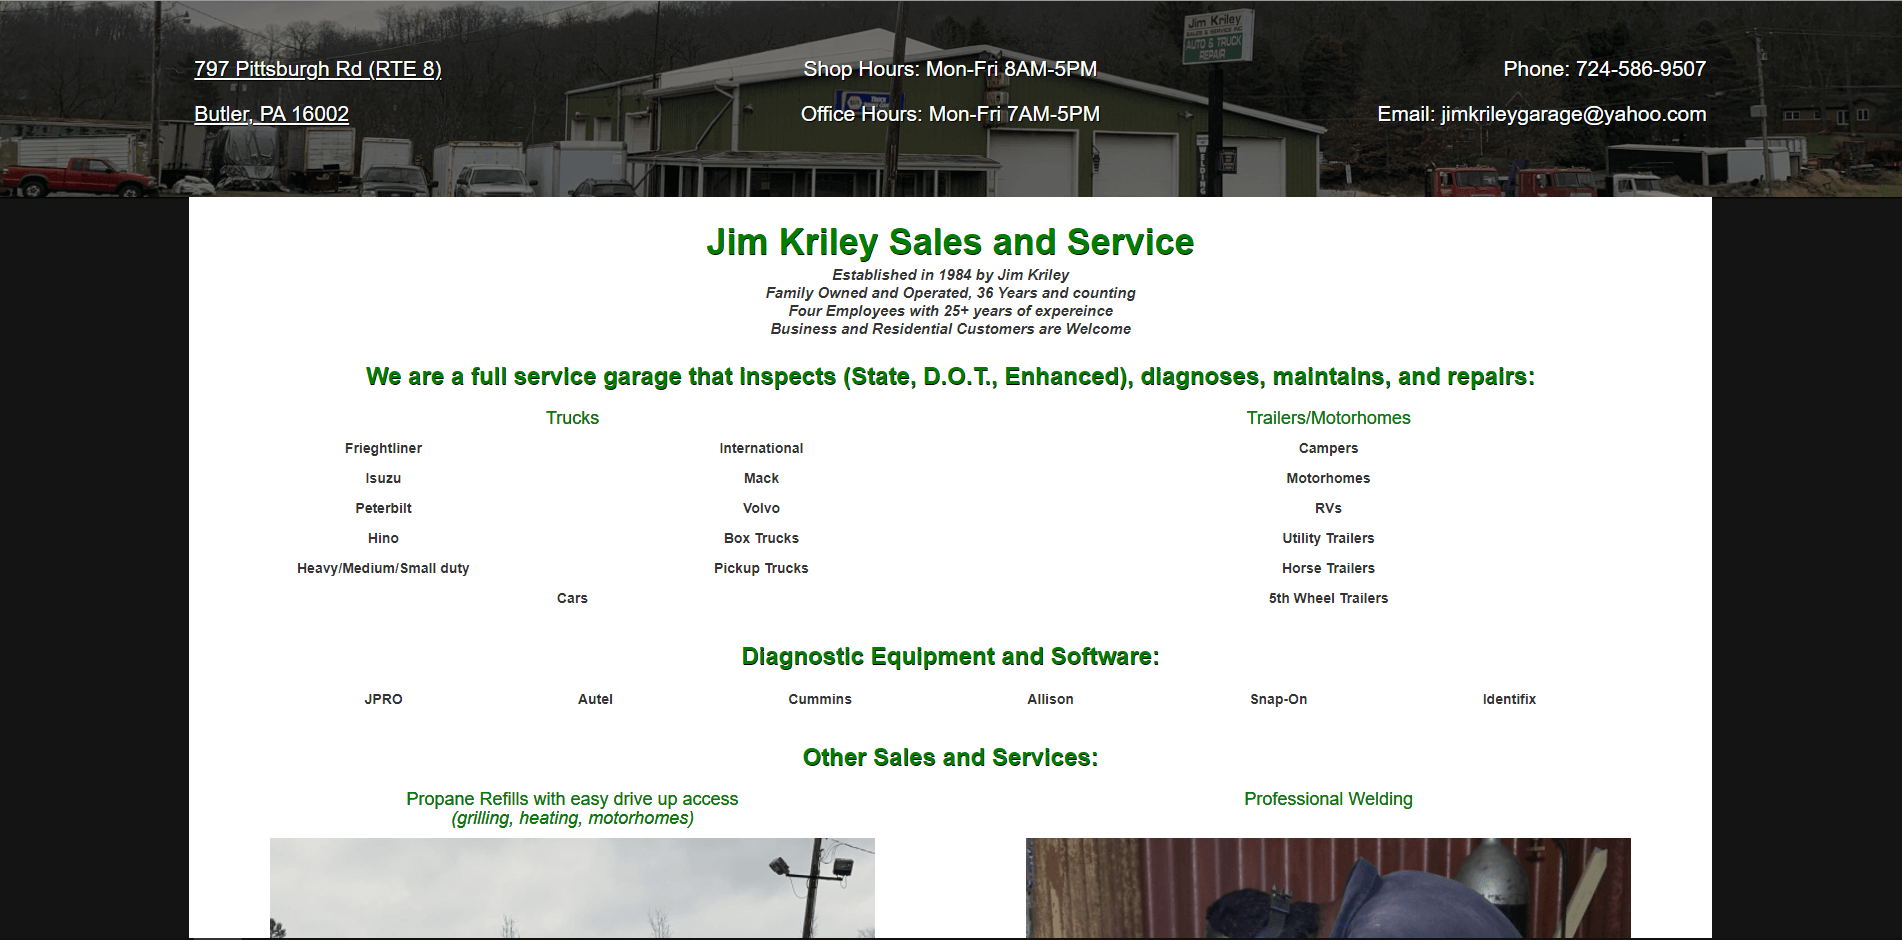 Jim Kriley
SALES & SERVICE INC
AUTO & TRUCK
REPAIR
797 Pittsburgh Rd (RTE 8)
Butler, PA 16002
Shop Hours: Mon-Fri 8AM-5PM
Office Hours: Mon-Fri 7AM-5PM
Phone: 724-586-9507
Email: jimkrileygarage@yahoo.com
NAPA
WELDING
Jim Kriley Sales and Service
Established in 1984 by Jim Kriley
Family Owned and Operated, 36 Years and counting
Four Employees with 25+ years of expereince
Business and Residential Customers are Welcome
We are a full service garage that inspects (State, D.O.T., Enhanced), diagnoses, maintains, and repairs:
Trucks
Frieghtliner
International
Isuzu
Mack
Peterbilt
Volvo
Hino
Box Trucks
Heavy/Medium/Small duty
Pickup Trucks
Cars
Trailers/Motorhomes
Campers
Motorhomes
RVs
Utility Trailers
Horse Trailers
5th Wheel Trailers
Diagnostic Equipment and Software:
JPRO
Autel
Cummins
Allison
Snap-On
Identifix
Other Sales and Services:
Propane Refills with easy drive up access
(grilling, heating, motorhomes)
Professional Welding